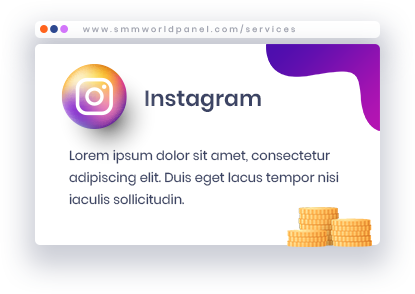 www.smmworldpanel.com/services
Instagram
Lorem ipsum dolor sit amet, consectetur
adipiscing elit. Duis eget lacus tempor nisi
iaculis sollicitudin.